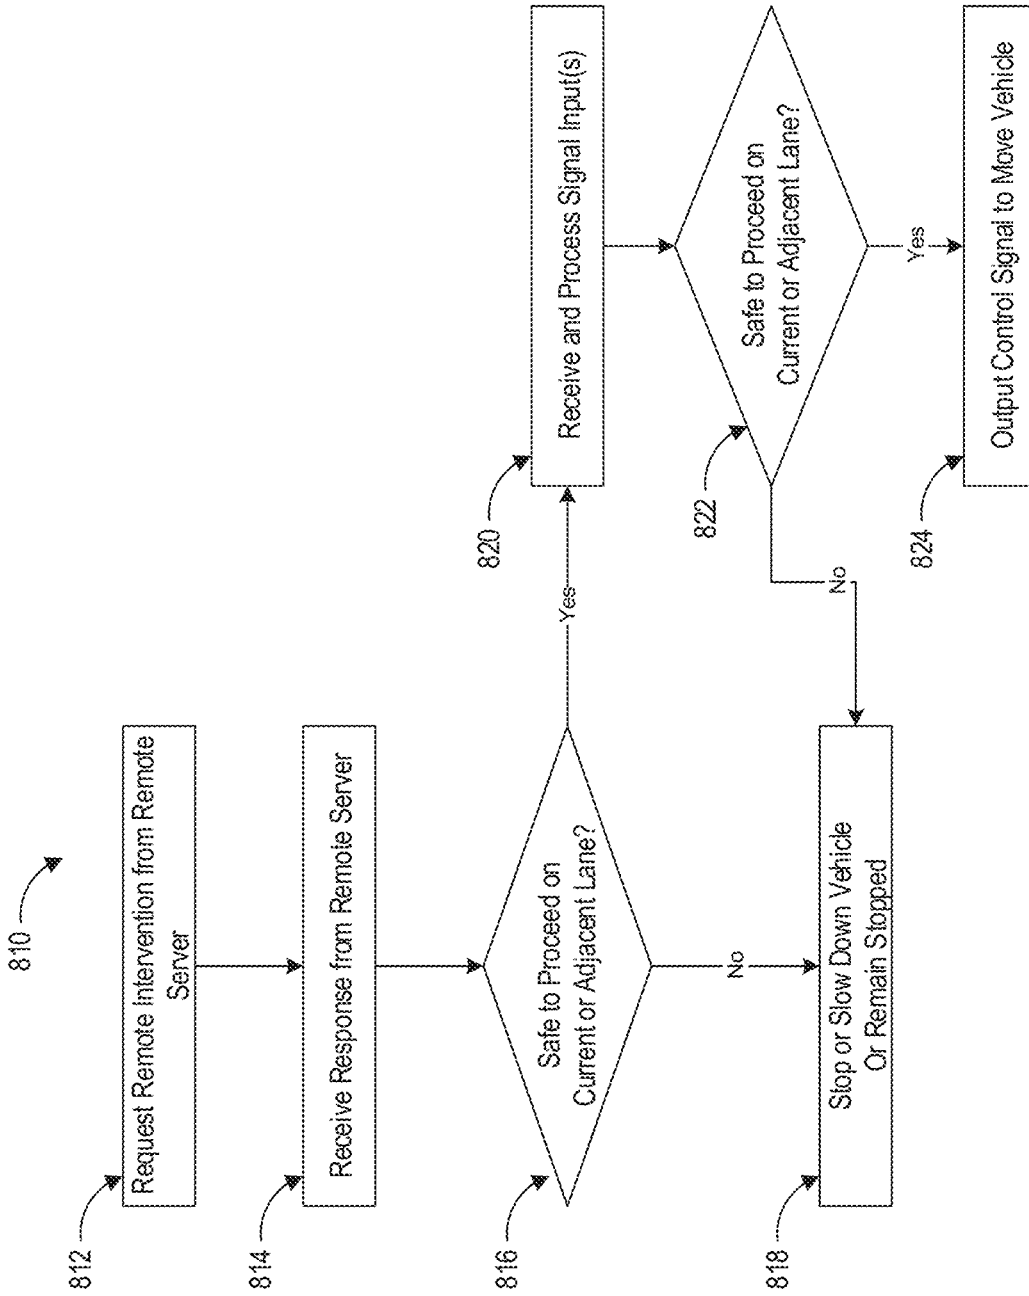 810
812
Request Remote Intervention from Remote
Server
814
Receive Response from Remote Server
816
Safe to Proceed on
Current or Adjacent Lane?
Yes
No
818
Stop or Slow Down Vehicle
Or Remain Stopped
820
Receive and Process Signal Input(s)
822
Safe to Proceed on
Current or Adjacent Lane?
No
Yes
824
Output Control Signal to Move Vehicle